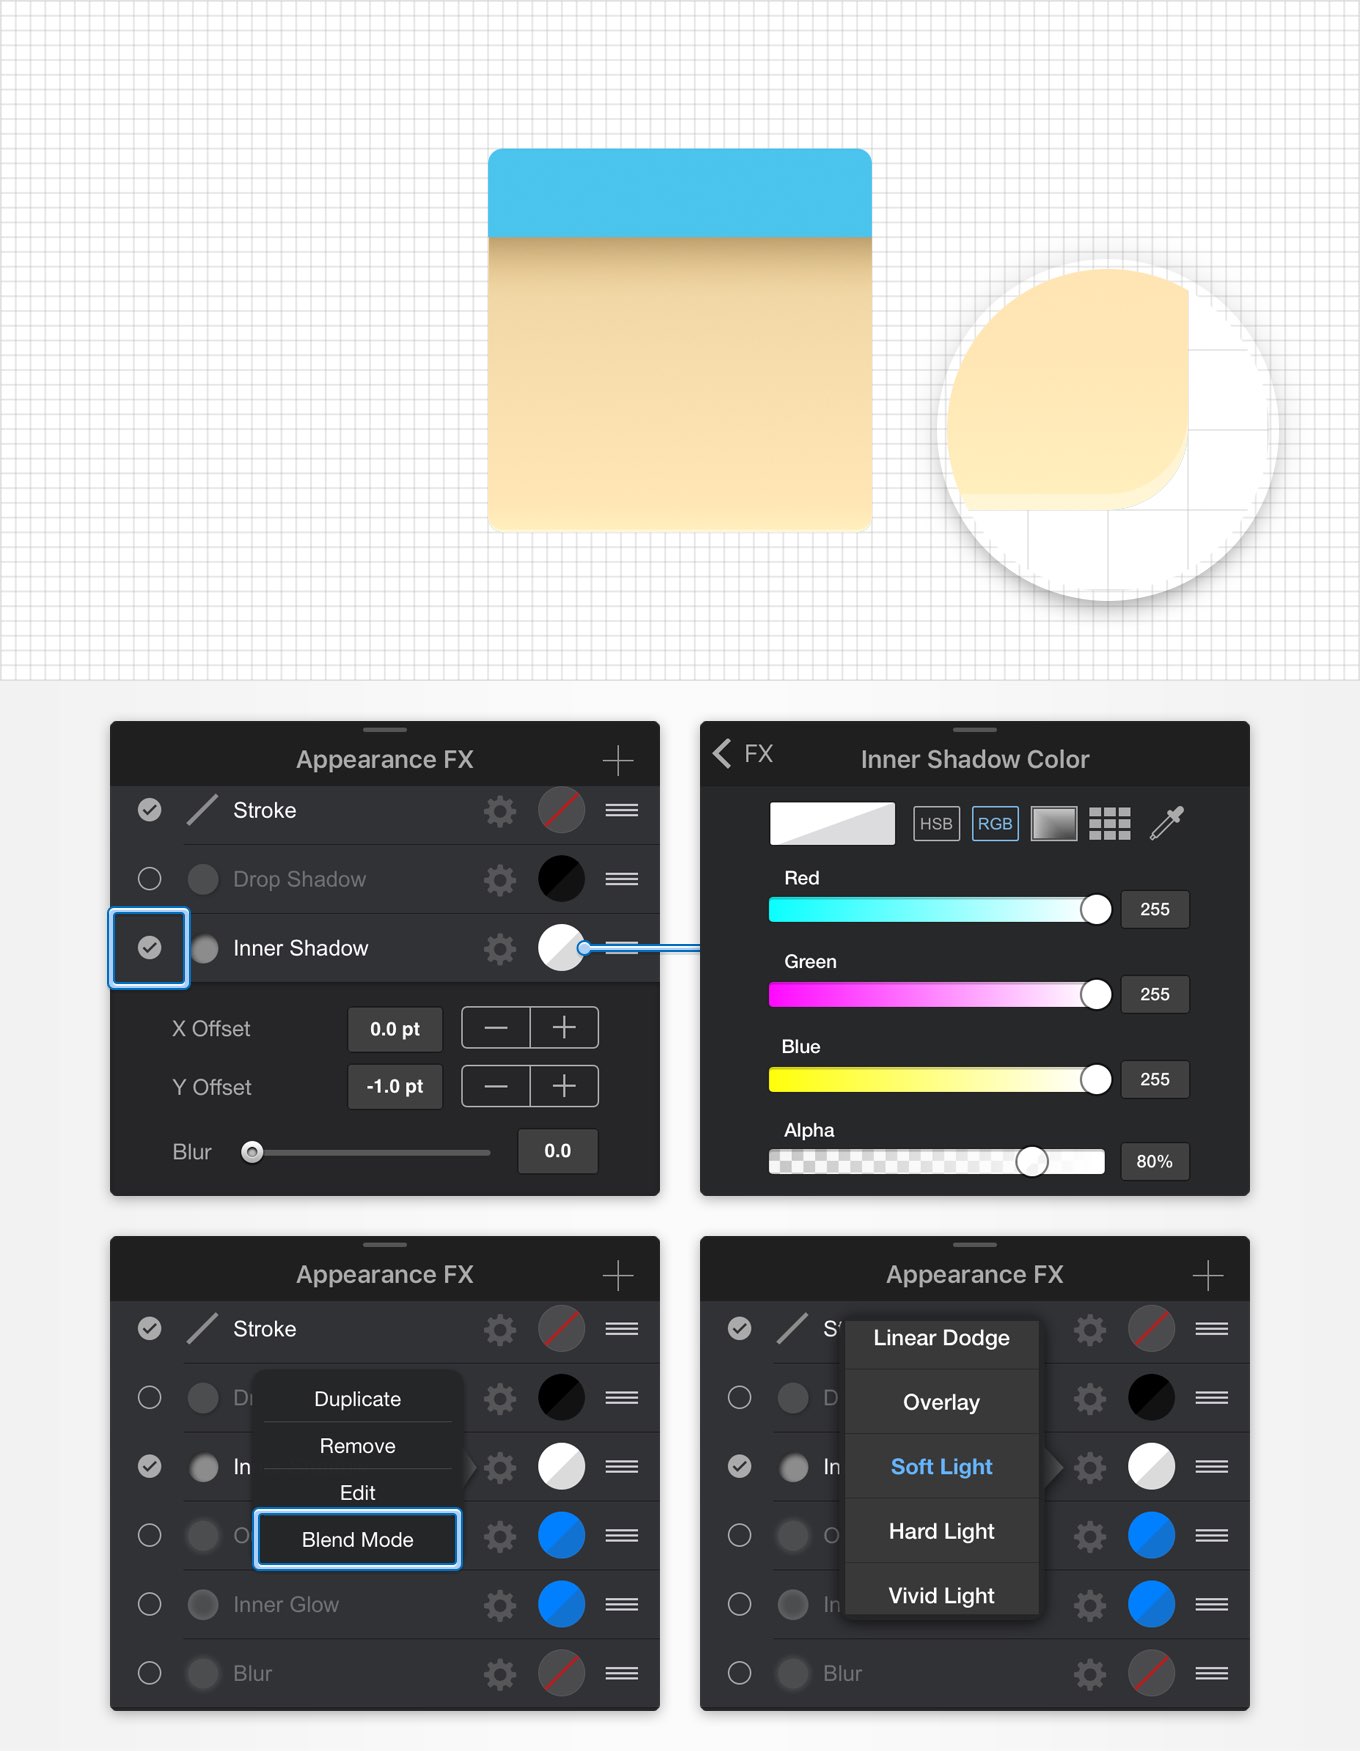 Appearance FX
Stroke
Drop Shadow
Inner Shadow
X Offset 0.0 pt
Y Offset -1.0 pt
Blur 0.0
FX Inner Shadow Color
HSB RGB
Red
255
Green
255
Blue
255
Alpha
80%
Appearance FX
Stroke
Dr
Duplicate
Remove
In
Edit
O
Blend Mode
Inner Glow
Blur
Appearance FX
S
Linear Dodge
D
Overlay
In
Soft Light
O
Hard Light
In
Vivid Light
Blur